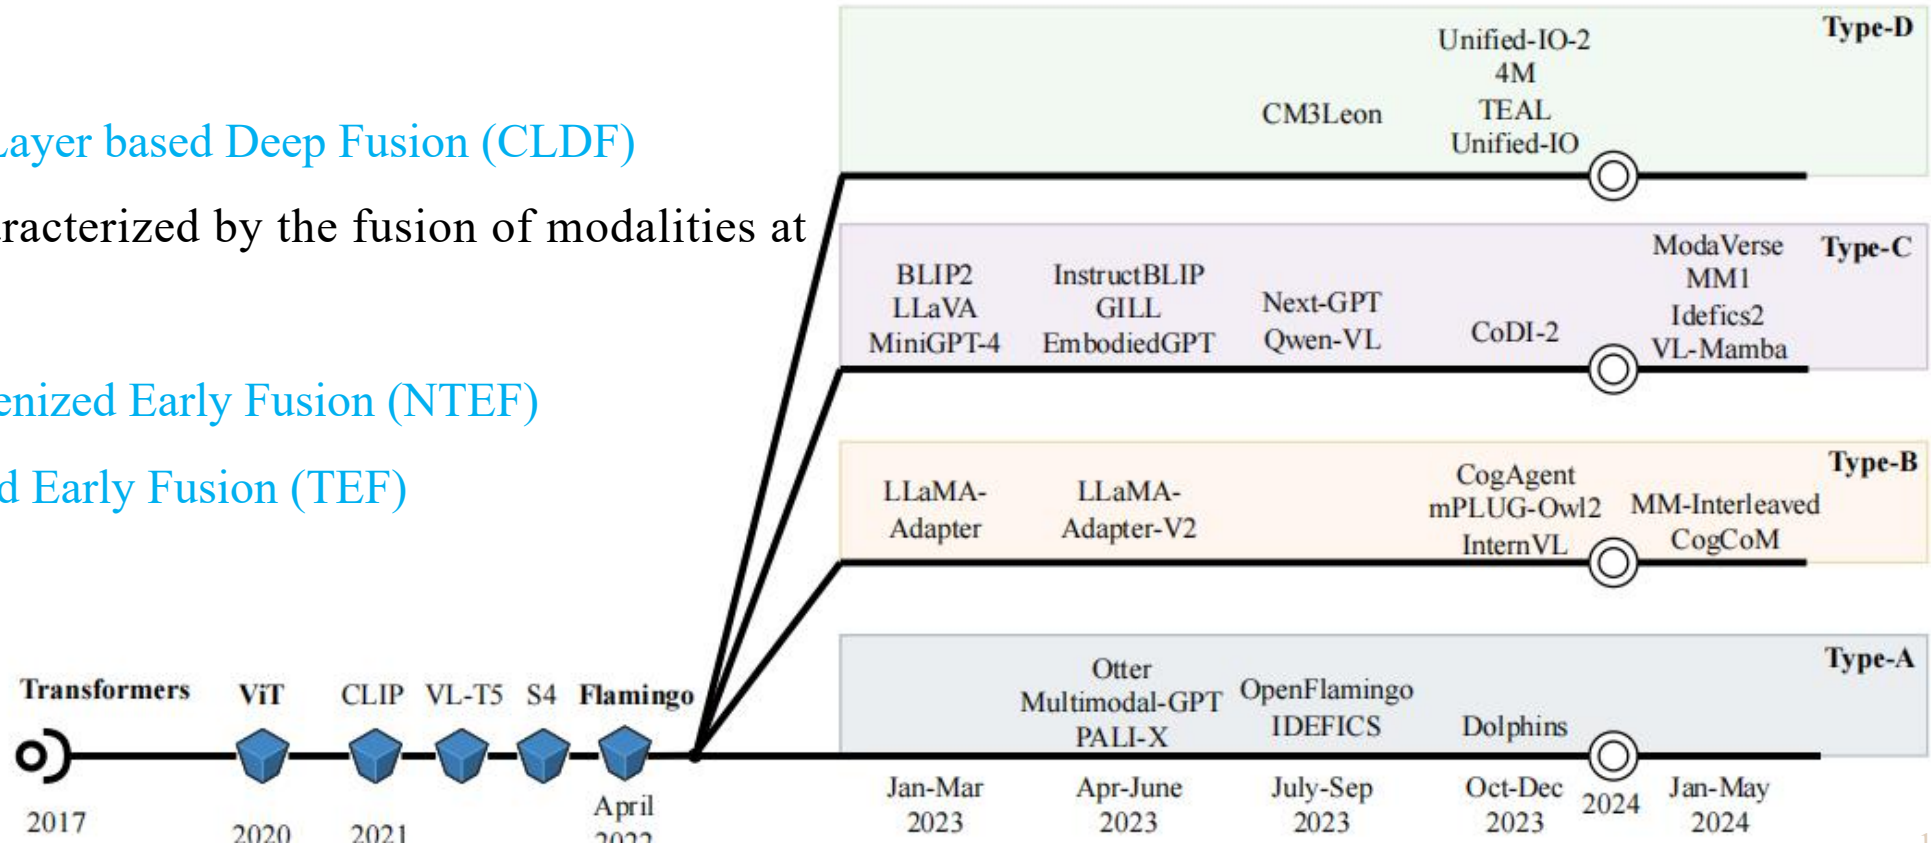 Layer based Deep Fusion (CLDF)
racterized by the fusion of modalities at
enized Early Fusion (NTEF)
d Early Fusion (TEF)
Type-D
CM3Leon
Unified-IO-2
4M
TEAL
Unified-IO
Type-C
BLIP2
LLaVA
MiniGPT-4
InstructBLIP
GILL
EmbodiedGPT
Next-GPT
Qwen-VL
CoDI-2
ModaVerse
MM1
Idefics2
VL-Mamba
Type-B
LLaMA-
Adapter
LLaMA-
Adapter-V2
CogAgent
mPLUG-Owl2
InternVL
MM-Interleaved
CogCoM
Type-A
Otter
Multimodal-GPT
PALI-X
OpenFlamingo
IDEFICS
Dolphins
Transformers
ViT
CLIP
VL-T5
S4
Flamingo
2017
2020
2021
April
2022
Jan-Mar
2023
Apr-June
2023
July-Sep
2023
Oct-Dec
2023
2024
Jan-May
2024